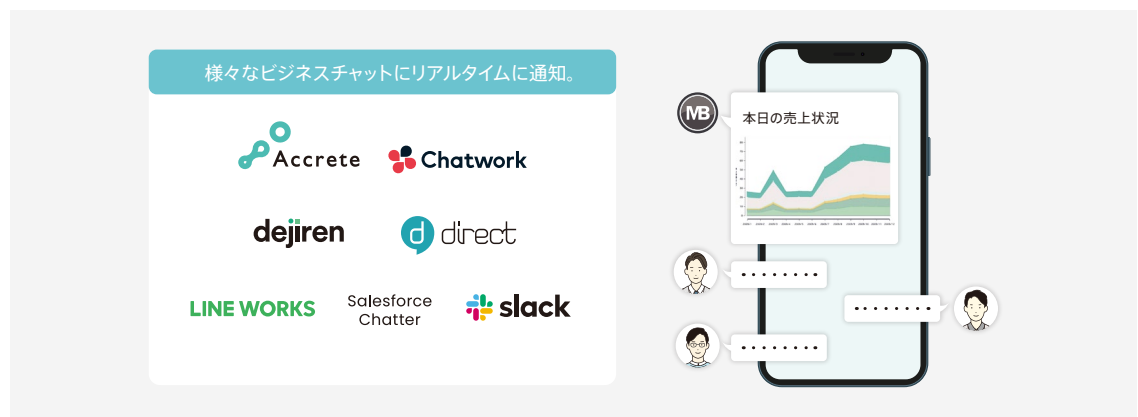 様々なビジネスチャットにリアルタイムに通知。
Accrete
Chatwork
dejiren
direct
LINE WORKS
Salesforce
Chatter
slack
MB
本日の売上状況